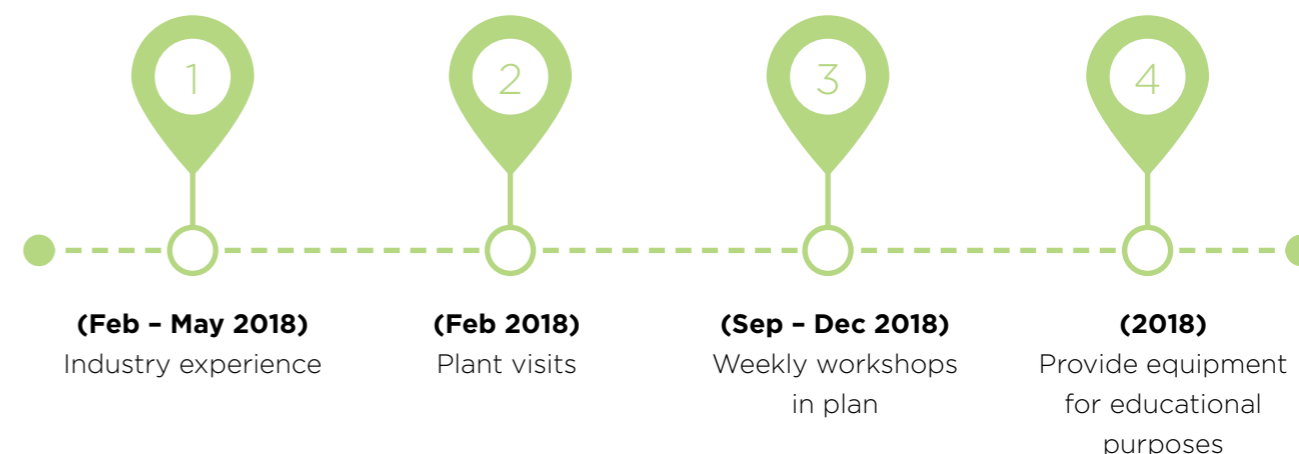 1
2
3
4
(Feb – May 2018)
Industry experience
(Feb 2018)
Plant visits
(Sep – Dec 2018)
Weekly workshops
in plan
(2018)
Provide equipment
for educational
purposes